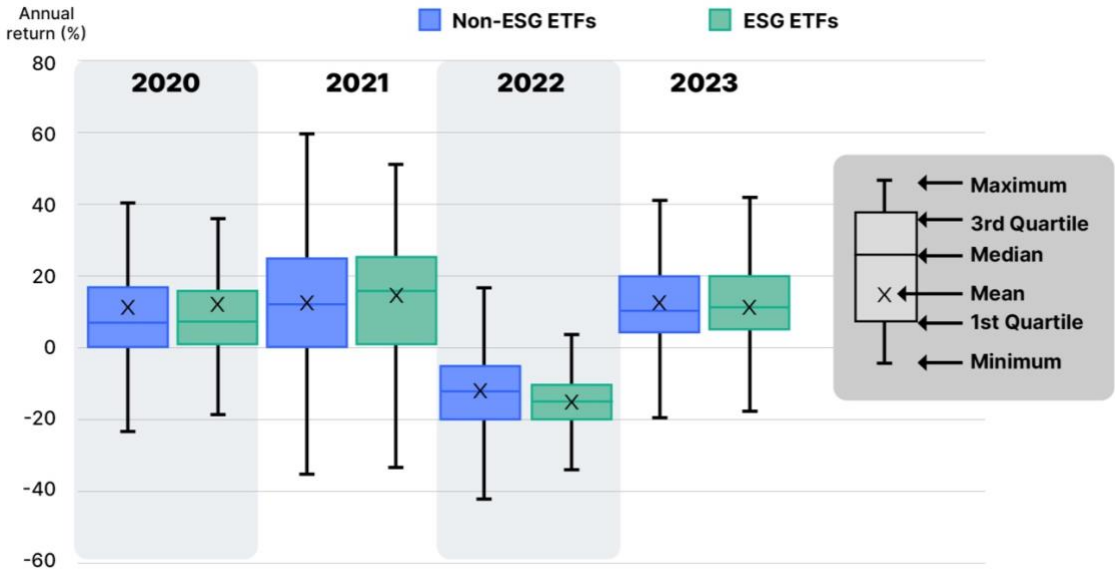 Annual
return (%)
Non-ESG ETFs
ESG ETFs
80
60
40
20
0
-20
-40
-60
2020
2021
2022
2023
Maximum
3rd Quartile
Median
Mean
1st Quartile
Minimum